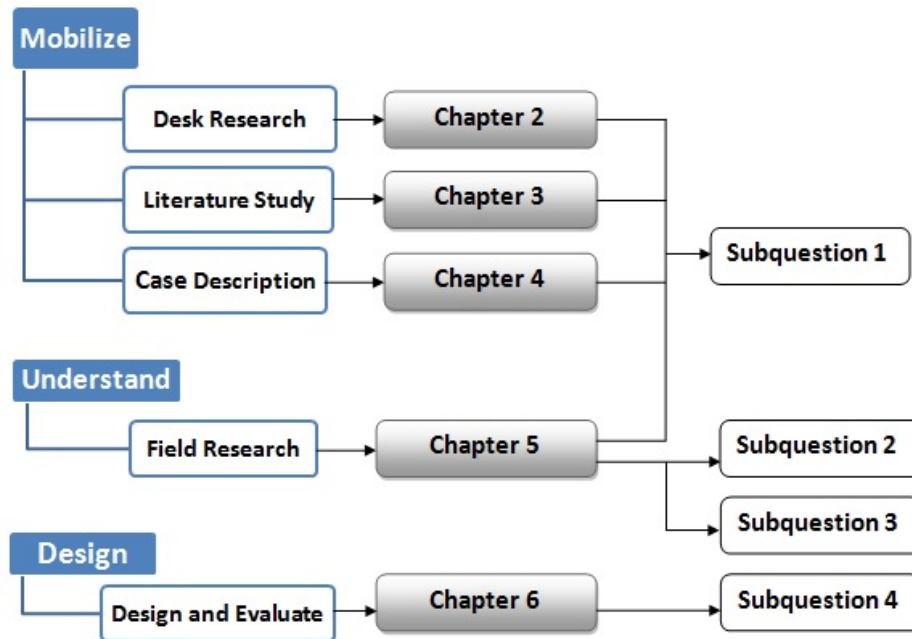 Mobilize
Desk Research
Chapter 2
Literature Study
Chapter 3
Subquestion 1
Case Description
Chapter 4
Understand
Field Research
Chapter 5
Subquestion 2
Subquestion 3
Design
Design and Evaluate
Chapter 6
Subquestion 4